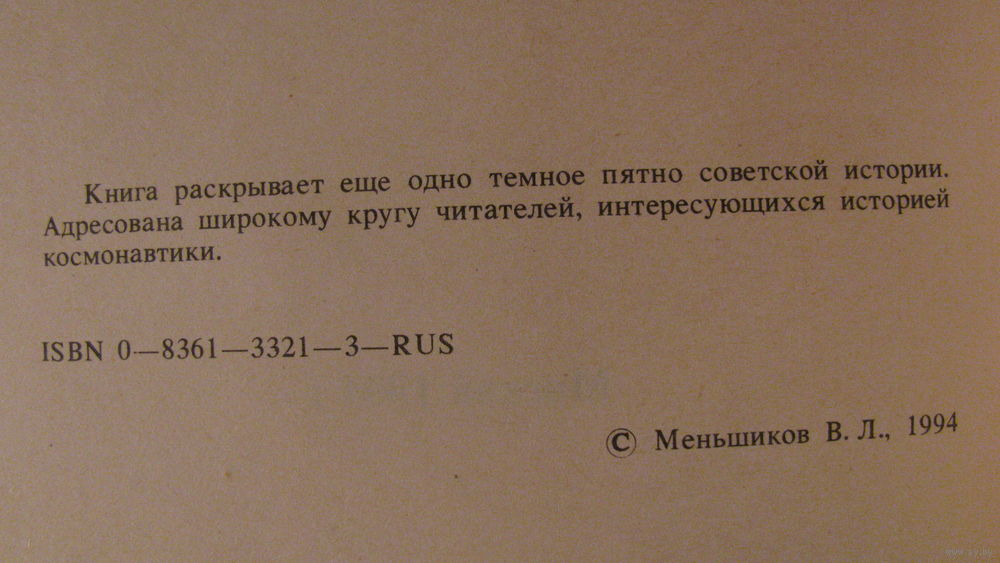 Книга раскрывает еще одно темное пятно советской истории.
Адресована широкому кругу читателей, интересующихся историей
космонавтики.
ISBN 0—8361—3321—3—RUS
© Меньшиков В. Л., 1994